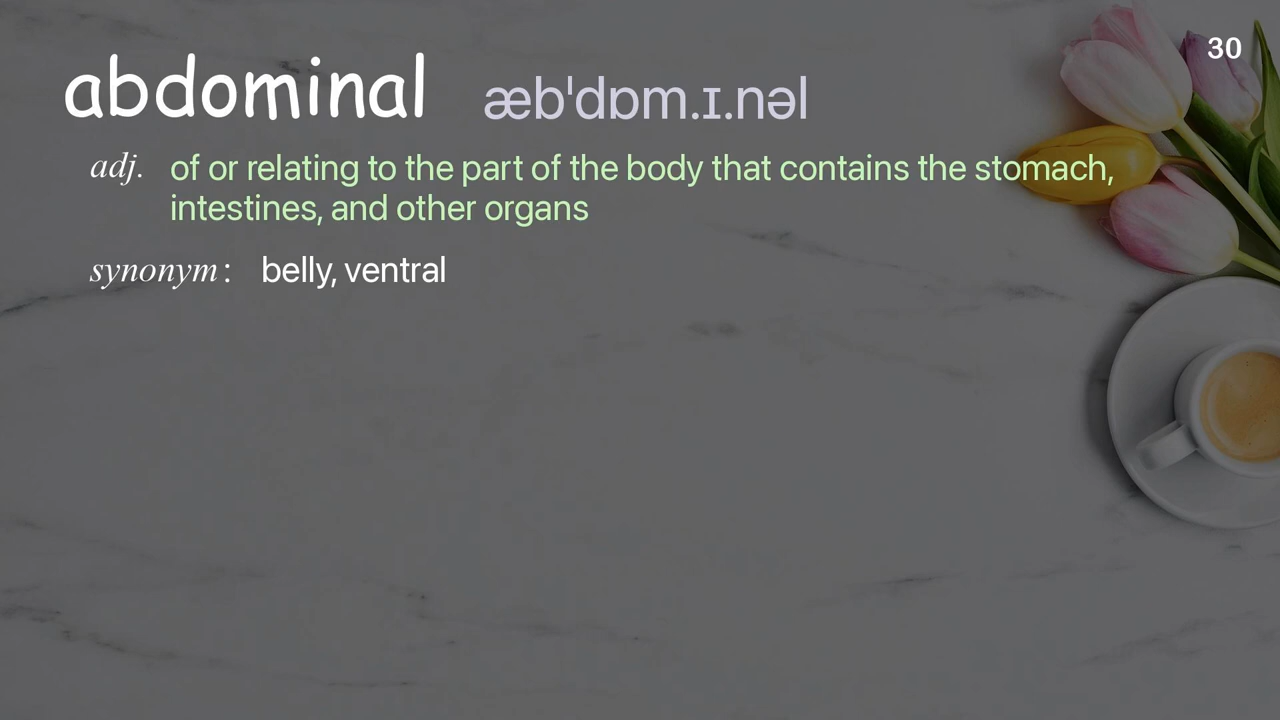 30
abdominal æbˈdɒm.ɪ.nəl
adj. of or relating to the part of the body that contains the stomach,
intestines, and other organs
synonym: belly, ventral